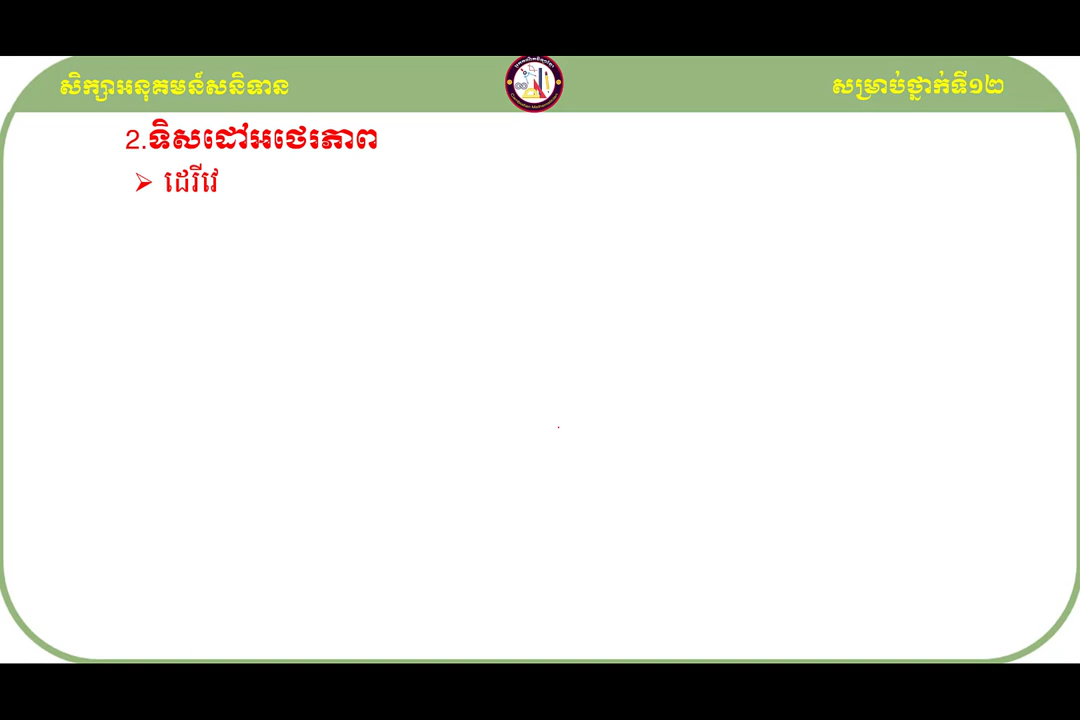 សិក្សាអនុគមន៍សនិទាន
សម្រាប់ថ្នាក់ទី១២
2.ទិសដៅអថេរភាព
➢ ដេរីវេ